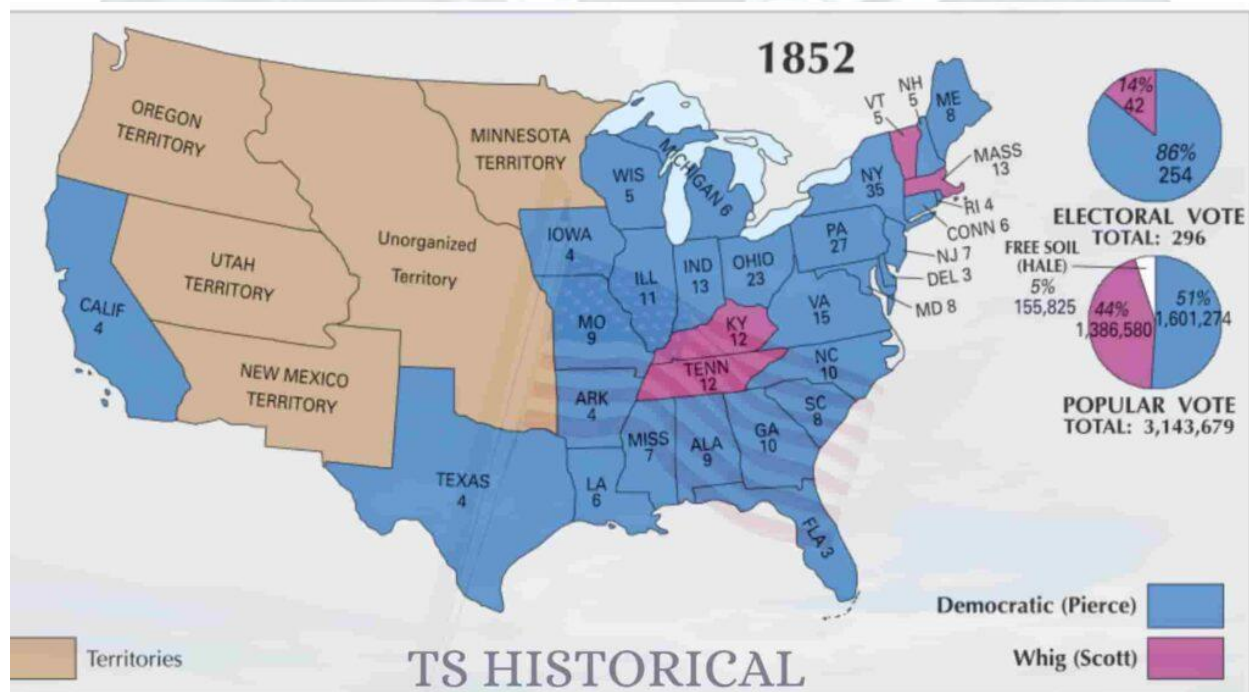 1852
OREGON
TERRITORY
MINNESOTA
TERRITORY
UTAH
TERRITORY
Unorganized
Territory
NEW MEXICO
TERRITORY
CALIF
4
TEXAS
4
WIS
5
MICHIGAN 6
IOWA
4
ILL
11
IND
13
OHIO
23
MO
9
KY
12
TENN
12
ARK
4
MISS
7
ALA
9
GA
10
LA
6
FLA 3
SC
8
NC
10
VA
15
PA
27
NY
35
VT
5
NH
5
ME
8
MASS
13
RI 4
CONN 6
NJ 7
DEL 3
MD 8
14%
42
86%
254
ELECTORAL VOTE
TOTAL: 296
FREE SOIL
(HALE)
5%
155,825
44%
1,386,580
51%
1,601,274
POPULAR VOTE
TOTAL: 3,143,679
Democratic (Pierce)
Whig (Scott)
Territories
TS HISTORICAL